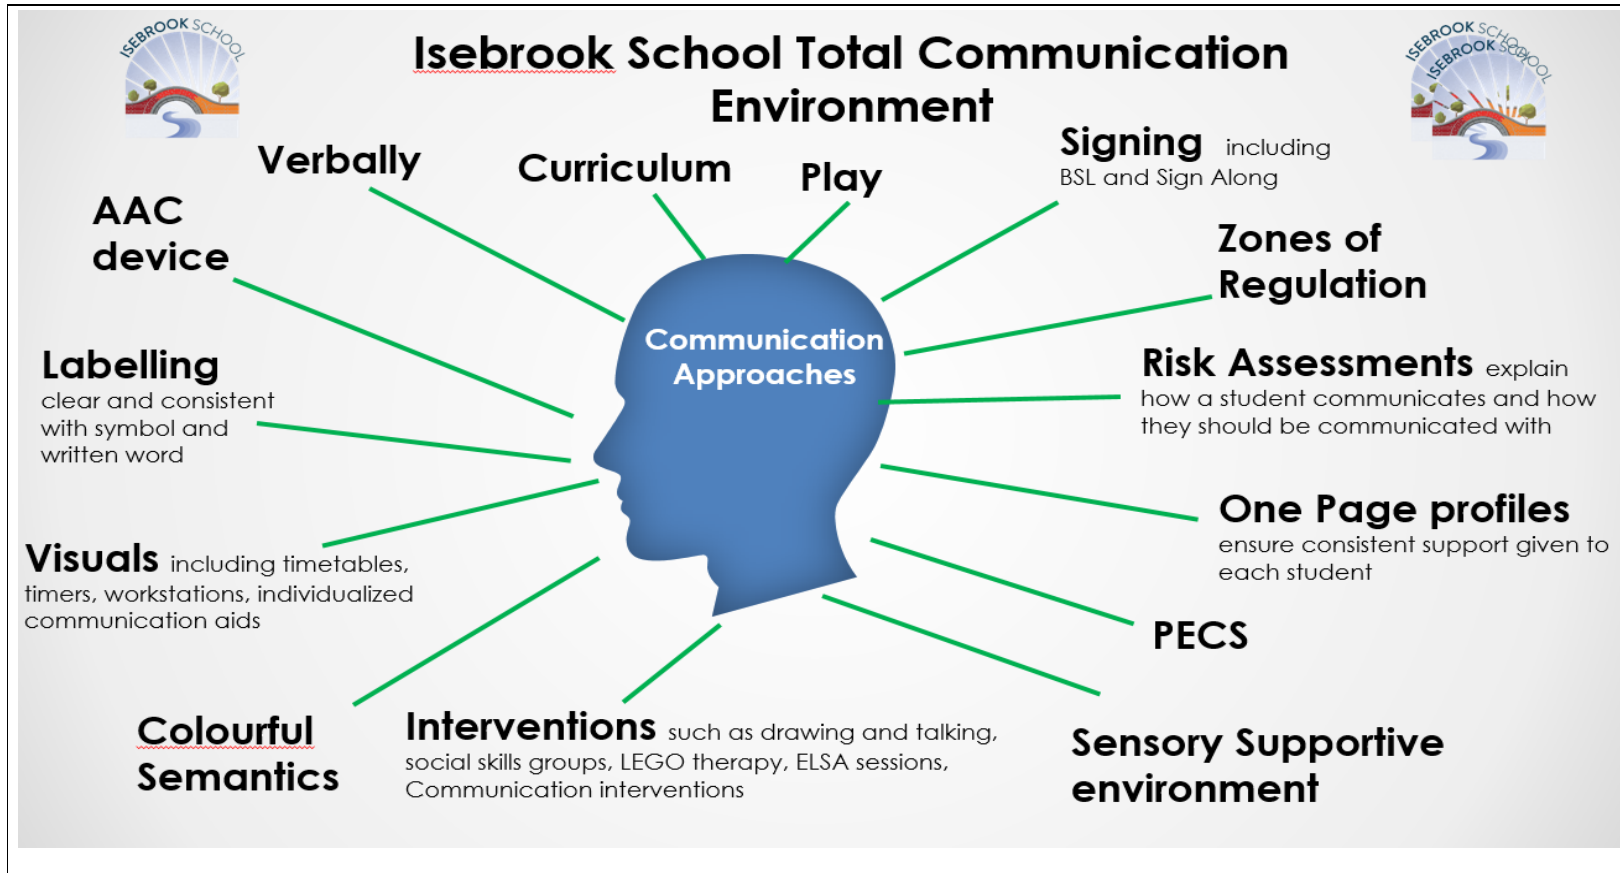 ISEBROOK SCHOOL
Isebrook School Total Communication
Environment
ISEBROOK SCHOOL
ISEBROOK SCHOOL
Verbally
Curriculum
Play
Signing including
BSL and Sign Along
AAC
device
Zones of
Regulation
Communication
Approaches
Labelling
clear and consistent
with symbol and
written word
Risk Assessments explain
how a student communicates and how
they should be communicated with
One Page profiles
ensure consistent support given to
each student
Visuals including timetables,
timers, workstations, individualized
communication aids
PECS
Colourful
Semantics
Interventions such as drawing and talking,
social skills groups, LEGO therapy, ELSA sessions,
Communication interventions
Sensory Supportive
environment